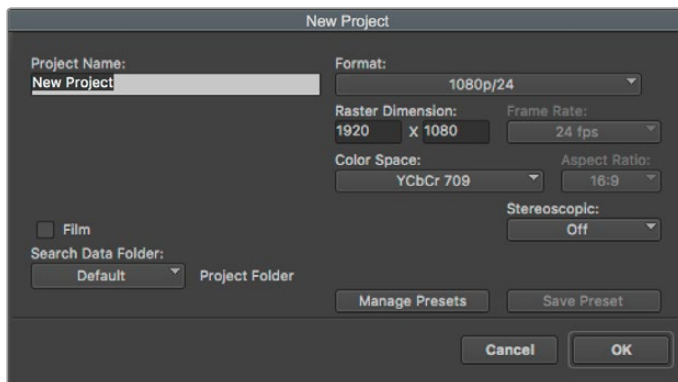 New Project
Project Name:
New Project
Format:
1080p/24
Raster Dimension:
Frame Rate:
1920 x 1080
24 fps
Color Space:
Aspect Ratio:
YCbCr 709
16:9
Stereoscopic:
Off
Film
Search Data Folder:
Default
Project Folder
Manage Presets
Save Preset
Cancel
OK